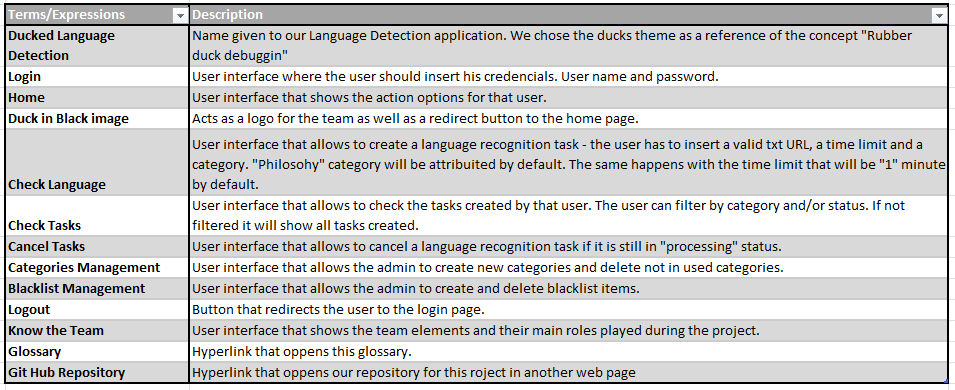 Terms/Expressions Description
Ducked Language Detection Name given to our Language Detection application. We chose the ducks theme as a reference of the concept "Rubber
duck debuggin"
Login User interface where the user should insert his credencials. User name and password.
Home User interface that shows the action options for that user.
Duck in Black image Acts as a logo for the team as well as a redirect button to the home page.
User interface that allows to create a language recognition task - the user has to insert a valid txt URL, a time limit and a
category. "Philosohy" category will be attribuited by default. The same happens with the time limit that will be "1" minute
Check Language by default.
User interface that allows to check the tasks created by that user. The user can filter by category and/or status. If not
Check Tasks filtered it will show all tasks created.
Cancel Tasks User interface that allows to cancel a language recognition task if it is still in "processing" status.
Categories Management User interface that allows the admin to create new categories and delete not in used categories.
Blacklist Management User interface that allows the admin to create and delete blacklist items.
Logout Button that redirects the user to the login page.
Know the Team User interface that shows the team elements and their main roles played during the project.
Glossary Hyperlink that oppens this glossary.
Git Hub Repository Hyperlink that oppens our repository for this roject in another web page